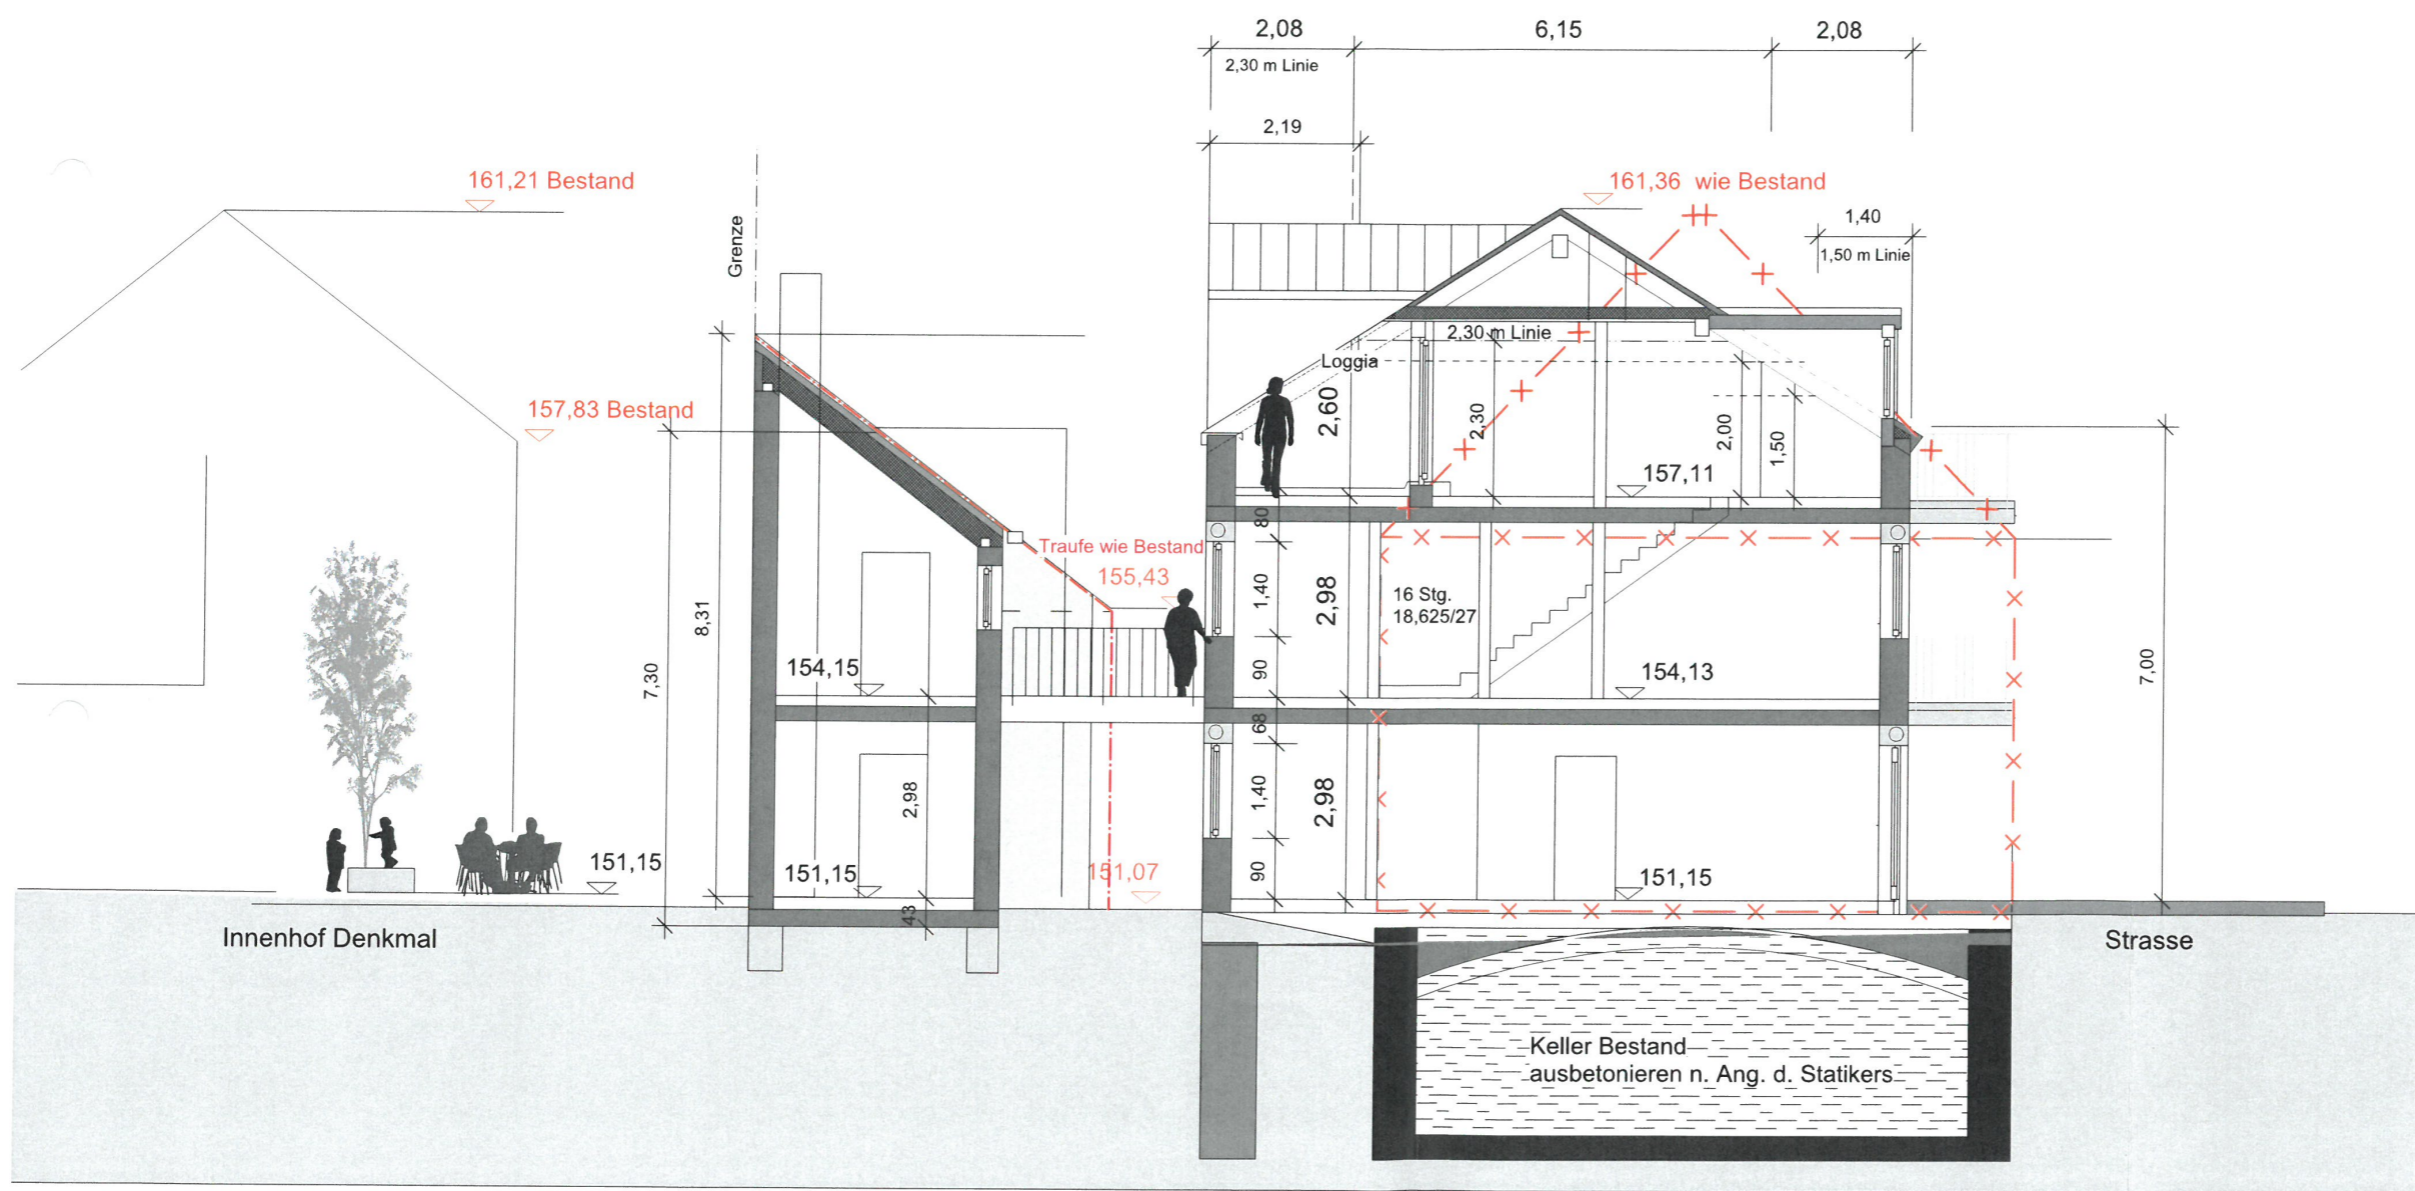 2,08
6,15
2,08
2,30 m Linie
2,19
161,21 Bestand
161,36 wie Bestand
Grenze
1,40
1,50 m Linie
2,30 m Linie
Loggia
157,83 Bestand
2,60
2,30
2,00
1,50
157,11
80
Traufe wie Bestand
155,43
8,31
7,30
1,40
2,98
16 Stg.
18,625/27
154,15
90
154,13
7,00
68
2,98
1,40
2,98
151,15
151,15
151,07
90
151,15
43
Innenhof Denkmal
Strasse
Keller Bestand
ausbetonieren n. Ang. d. Statikers